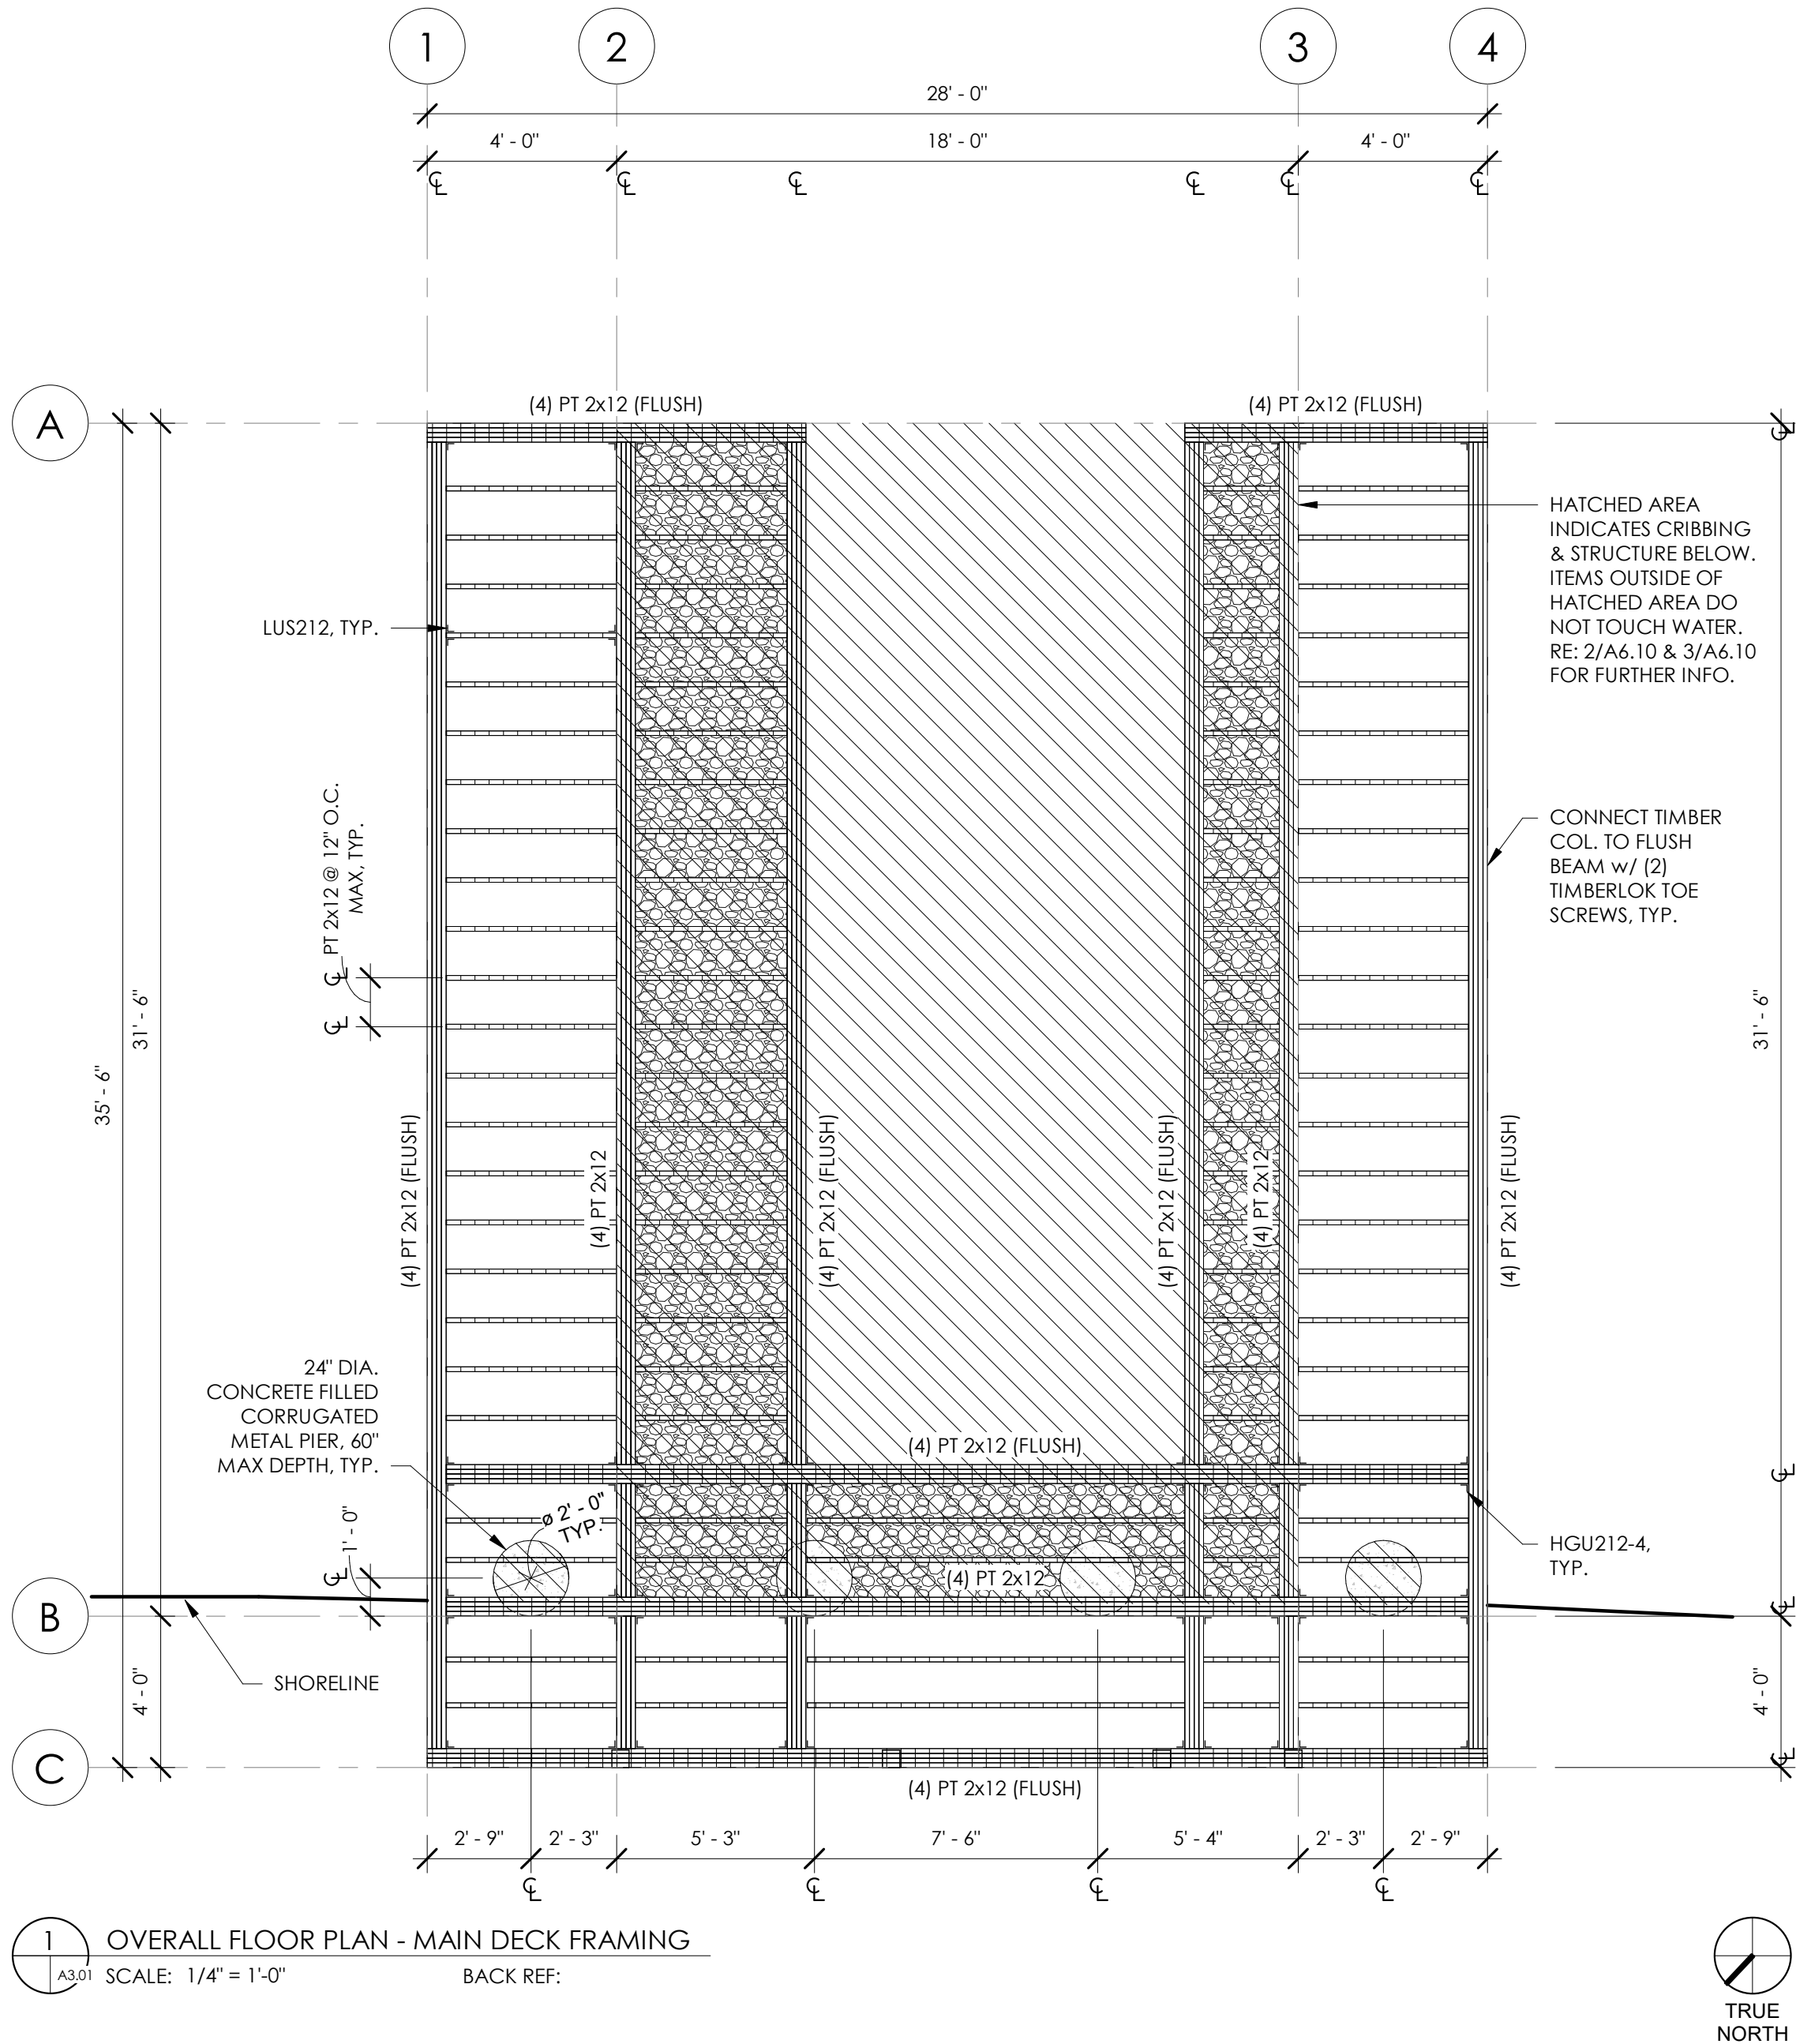 1
2
3
4
28' - 0"
4' - 0"
18' - 0"
4' - 0"
℄
℄
℄
℄
℄
℄
A
(4) PT 2x12 (FLUSH)
(4) PT 2x12 (FLUSH)
℄
HATCHED AREA
INDICATES CRIBBING
& STRUCTURE BELOW.
ITEMS OUTSIDE OF
HATCHED AREA DO
NOT TOUCH WATER.
RE: 2/A6.10 & 3/A6.10
FOR FURTHER INFO.
LUS212, TYP.
PT 2x12 @ 12" O.C.
MAX, TYP.
℄
℄
CONNECT TIMBER
COL. TO FLUSH
BEAM w/ (2)
TIMBERLOK TOE
SCREWS, TYP.
35' - 6"
31' - 6"
31' - 6"
(4) PT 2x12 (FLUSH)
(4) PT 2x12
(4) PT 2x12 (FLUSH)
(4) PT 2x12 (FLUSH)
(4) PT 2x12
(4) PT 2x12 (FLUSH)
24" DIA.
CONCRETE FILLED
CORRUGATED
METAL PIER, 60"
MAX DEPTH, TYP.
(4) PT 2x12 (FLUSH)
℄
1' - 0"
℄
ø 2' - 0"
TYP.
(4) PT 2x12
HGU212-4,
TYP.
B
℄
SHORELINE
4' - 0"
4' - 0"
C
℄
(4) PT 2x12 (FLUSH)
2' - 9"
2' - 3"
5' - 3"
7' - 6"
5' - 4"
2' - 3"
2' - 9"
℄
℄
℄
℄
1
A3.01
OVERALL FLOOR PLAN - MAIN DECK FRAMING
SCALE: 1/4" = 1'-0"
BACK REF:
TRUE
NORTH